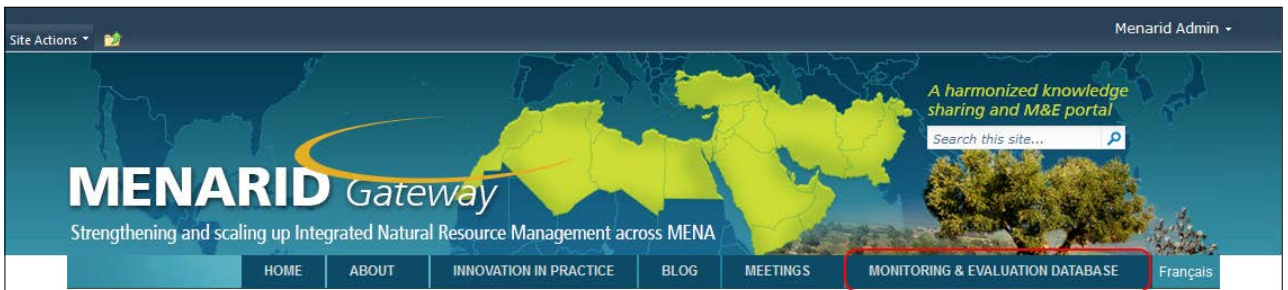 Menarid Admin
Site Actions
A harmonized knowledge
sharing and M&E portal
Search this site...
MENARID Gateway
Strengthening and scaling up Integrated Natural Resource Management across MENA
HOME ABOUT INNOVATION IN PRACTICE BLOG MEETINGS MONITORING & EVALUATION DATABASE Français